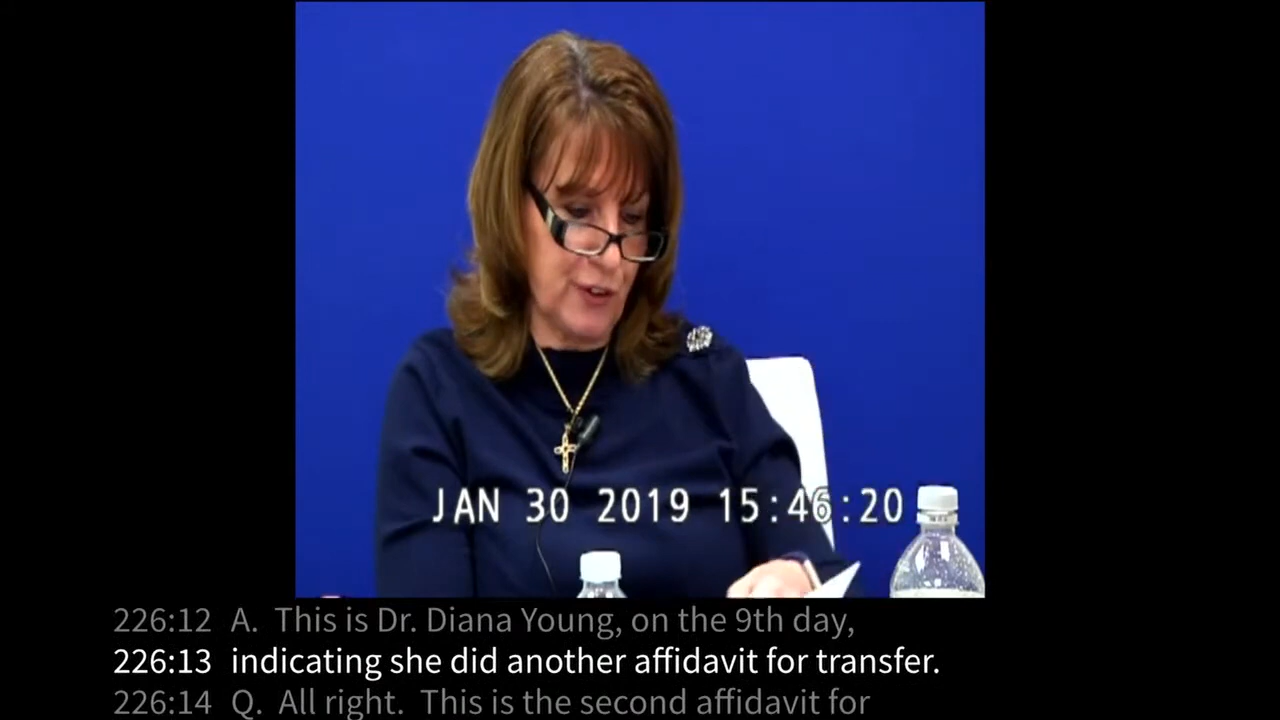 JAN 30 2019 15:46:20
226:12 A. This is Dr. Diana Young, on the 9th day,
226:13 indicating she did another affidavit for transfer.
226:14 Q. All right. This is the second affidavit for